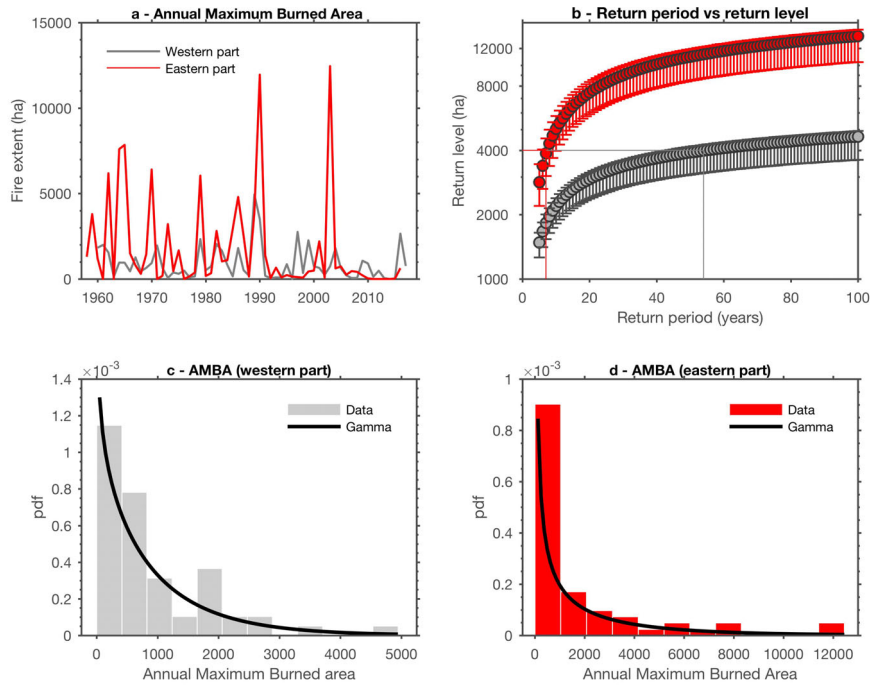 a - Annual Maximum Burned Area
15000
10000
5000
0
Fire extent (ha)
Western part
Eastern part
1960 1970 1980 1990 2000 2010
b - Return period vs return level
12000
8000
4000
2000
1000
Return level (ha)
0 20 40 60 80 100
Return period (years)
×10⁻³
c - AMBA (western part)
1.4
1.2
1
0.8
0.6
0.4
0.2
0
pdf
Data
Gamma
0 1000 2000 3000 4000 5000
Annual Maximum Burned area
×10⁻³
d - AMBA (eastern part)
1
0.8
0.6
0.4
0.2
0
pdf
Data
Gamma
0 2000 4000 6000 8000 10000 12000
Annual Maximum Burned Area